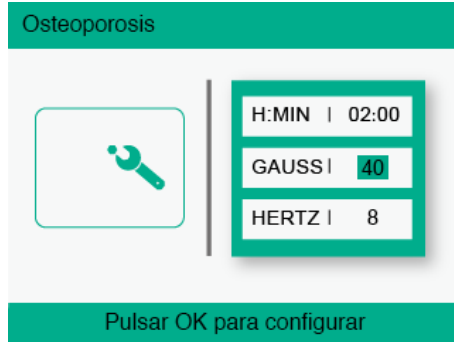 Osteoporosis
H:MIN | 02:00
GAUSS | 40
HERTZ | 8
Pulsar OK para configurar